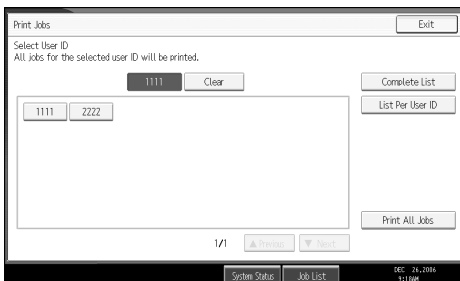 Print Jobs Exit
Select User ID
All jobs for the selected user ID will be printed.
1111 Clear Complete List
1111 2222 List Per User ID
Print All Jobs
1/1 ▲ Previous ▼ Next
System Status Job List DEC 26,2006
9:18AM